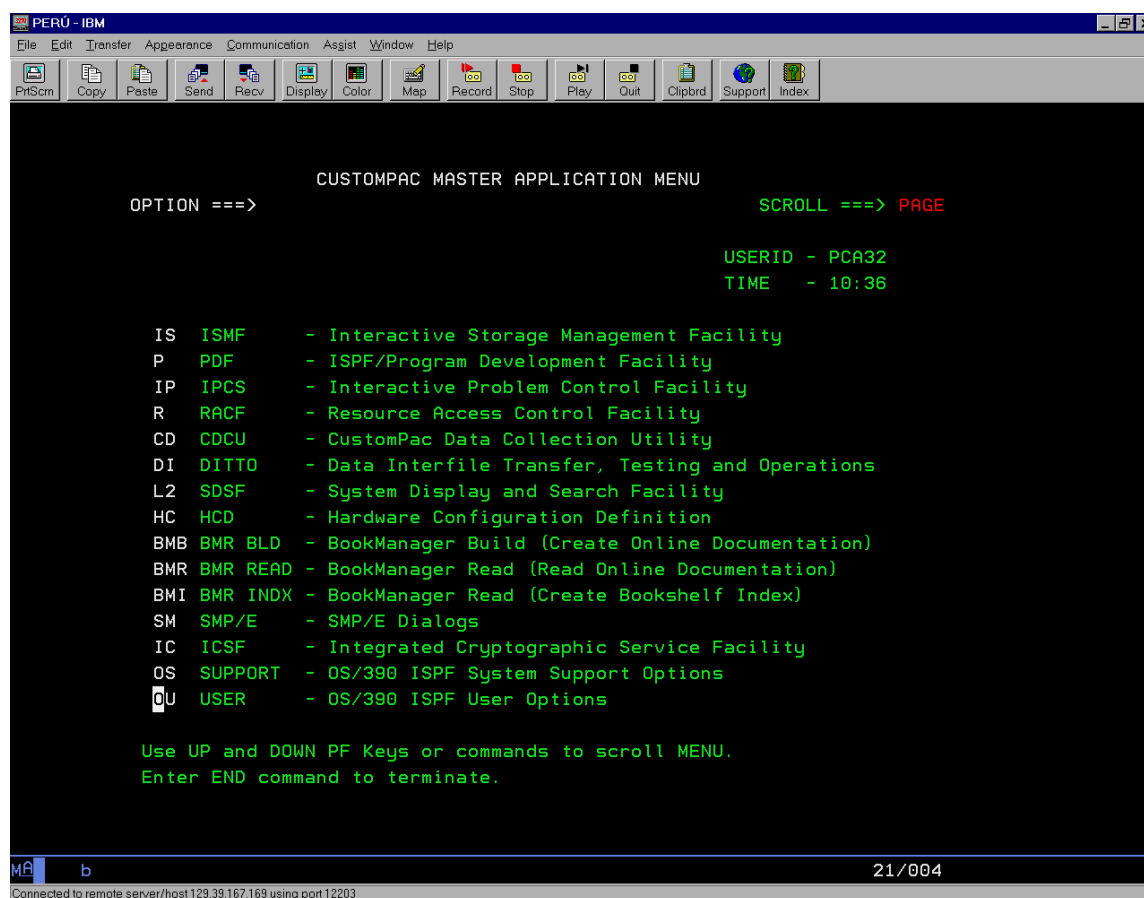 PERÚ - IBM
File Edit Transfer Appearance Communication Assist Window Help
PrtScrn Copy Paste Send Recv Display Color Map Record Stop Play Quit Clipbrd Support Index
CUSTOMPAC MASTER APPLICATION MENU
OPTION ===> SCROLL ===> PAGE
USERID - PCA32
TIME - 10:36
IS ISMF - Interactive Storage Management Facility
P PDF - ISPF/Program Development Facility
IP IPCS - Interactive Problem Control Facility
R RACF - Resource Access Control Facility
CD CDCU - CustomPac Data Collection Utility
DI DITTO - Data Interfile Transfer, Testing and Operations
L2 SDSF - System Display and Search Facility
HC HCD - Hardware Configuration Definition
BMB BMR BLD - BookManager Build (Create Online Documentation)
BMR BMR READ - BookManager Read (Read Online Documentation)
BMI BMR INDX - BookManager Read (Create Bookshelf Index)
SM SMP/E - SMP/E Dialogs
IC ICSF - Integrated Cryptographic Service Facility
OS SUPPORT - OS/390 ISPF System Support Options
OU USER - OS/390 ISPF User Options
Use UP and DOWN PF Keys or commands to scroll MENU.
Enter END command to terminate.
MA b 21/004
Connected to remote server/host 129.39.167.169 using port 12203